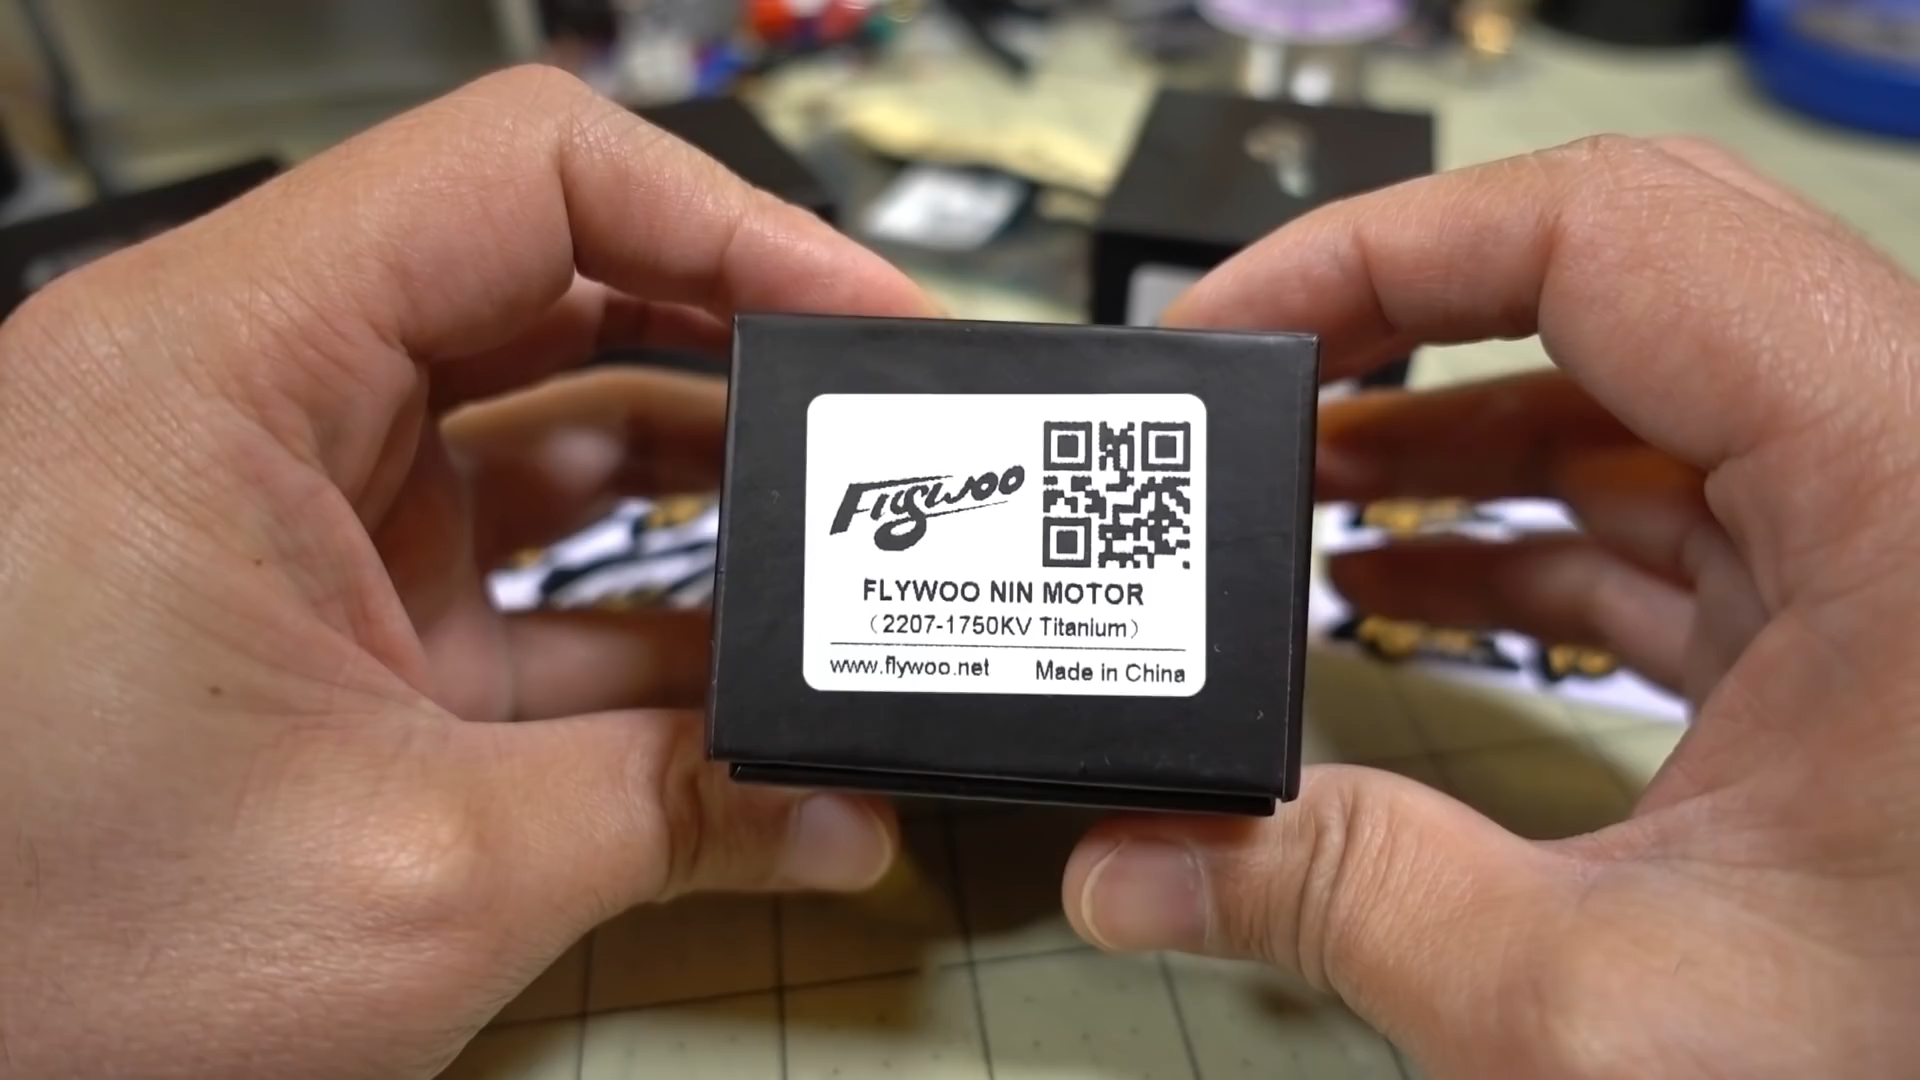 Flywoo
FLYWOO NIN MOTOR
（2207-1750KV Titanium）
www.flywoo.net
Made in China